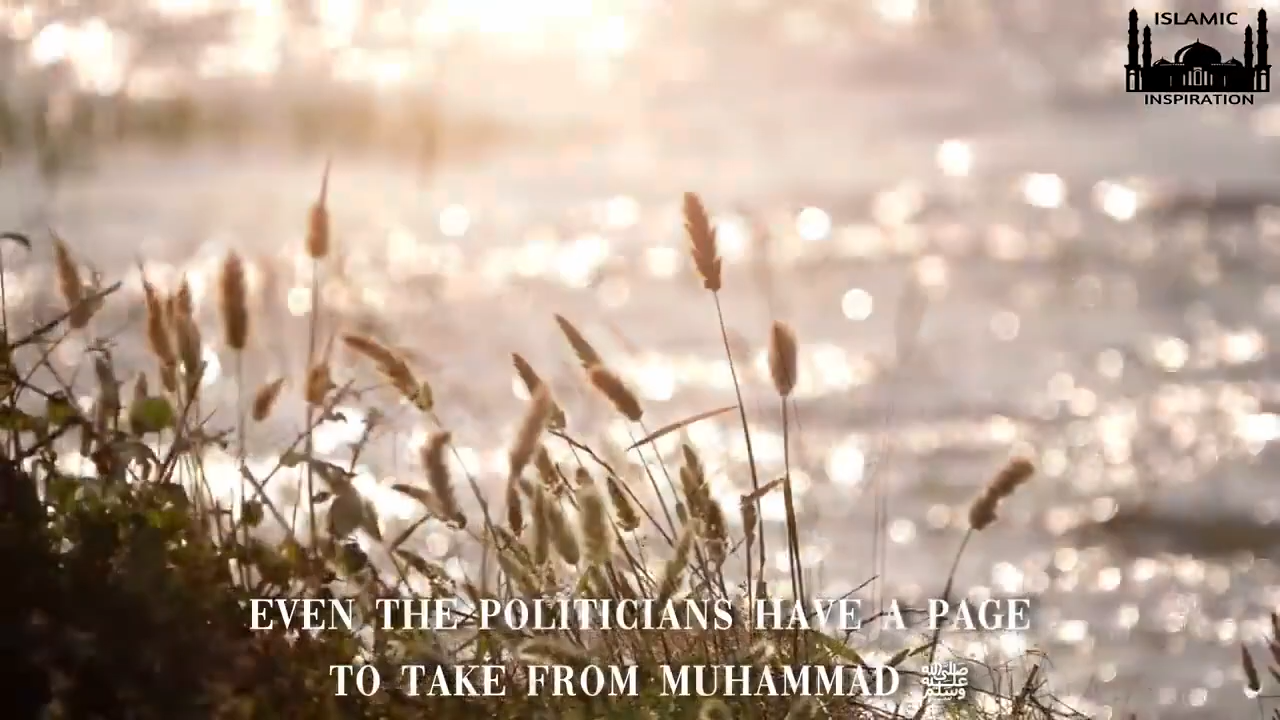 ISLAMIC
INSPIRATION
EVEN THE POLITICIANS HAVE A PAGE
TO TAKE FROM MUHAMMAD ﷺ